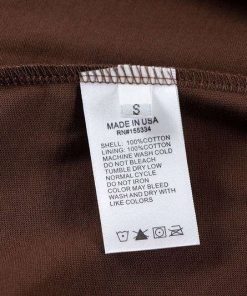 S
MADE IN USA
RN#155334
SHELL: 100%COTTON
LINING: 100%COTTON
MACHINE WASH COLD
DO NOT BLEACH
TUMBLE DRY LOW
NORMAL CYCLE
DO NOT IRON
COLOR MAY BLEED
WASH AND DRY WITH
LIKE COLORS